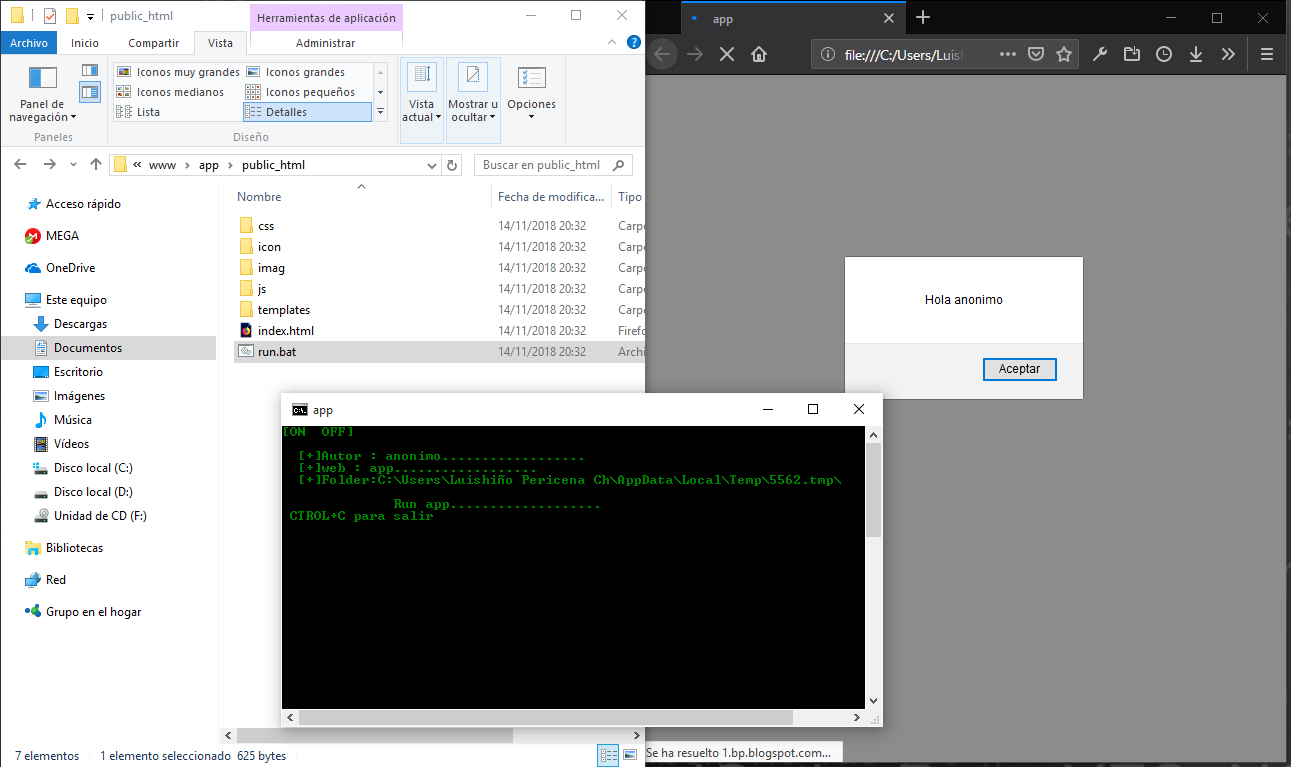 public_html
Herramientas de aplicación
Archivo
Inicio
Compartir
Vista
Administrar
Panel de navegación
Iconos muy grandes
Iconos grandes
Iconos medianos
Iconos pequeños
Lista
Detalles
Vista actual
Mostrar u ocultar
Opciones
Paneles
Diseño
« www › app › public_html
Buscar en public_html
Acceso rápido
MEGA
OneDrive
Este equipo
Descargas
Documentos
Escritorio
Imágenes
Música
Vídeos
Disco local (C:)
Disco local (D:)
Unidad de CD (F:)
Bibliotecas
Red
Grupo en el hogar
Nombre
Fecha de modifica...
Tipo
css 14/11/2018 20:32 Carpe
icon 14/11/2018 20:32 Carpe
imag 14/11/2018 20:32 Carpe
js 14/11/2018 20:32 Carpe
templates 14/11/2018 20:32 Carpe
index.html 14/11/2018 20:32 Firefo
run.bat 14/11/2018 20:32 Archi
7 elementos
1 elemento seleccionado 625 bytes
app
[ON OFF]
[+]Autor : anonimo..................
[+]web : app..................
[+]Folder:C:\Users\Luishiño Pericena Ch\AppData\Local\Temp\5562.tmp\
Run app...................
CTROL+C para salir
app
file:///C:/Users/Luisl
Hola anonimo
Aceptar
Se ha resuelto 1.bp.blogspot.com...